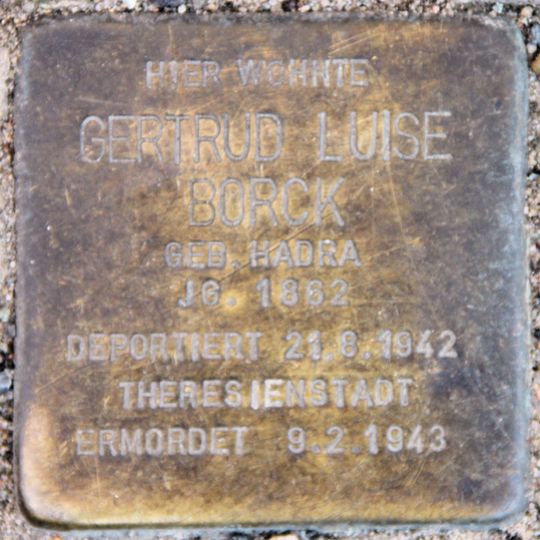 HIER WOHNTE
GERTRUD LUISE
BORCK
GEB. HADRA
JG. 1862
DEPORTIERT 21.8.1942
THERESIENSTADT
ERMORDET 9.2.1943